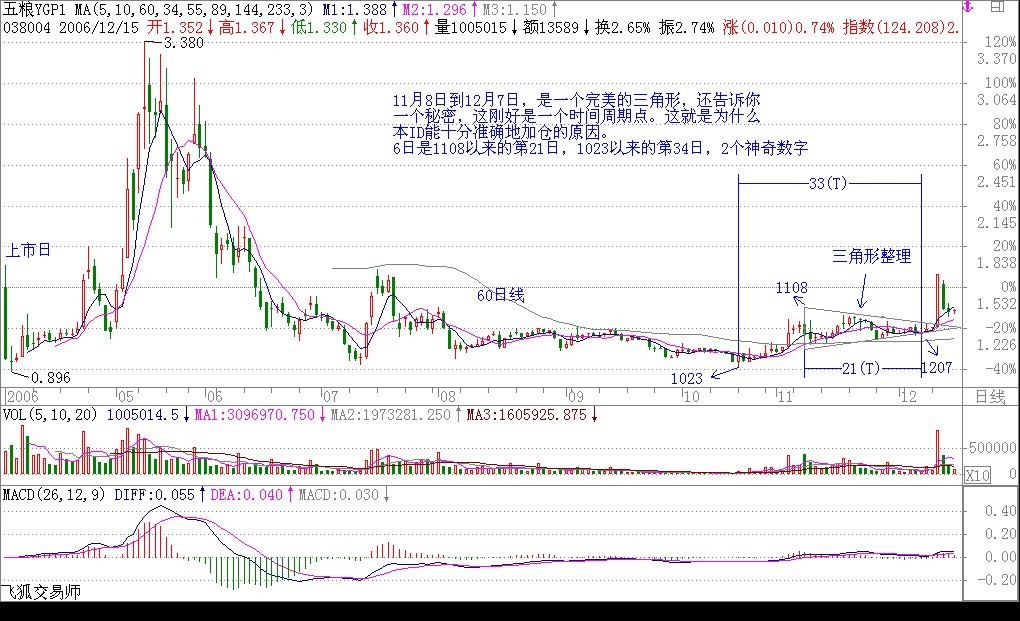 五粮YGP1 MA(5,10,60,34,55,89,144,233,3) M1:1.388↑ M2:1.296↑ M3:1.150↑
038004 2006/12/15 开1.352↓高1.367↓低1.330↑收1.360↑量1005015↓额13589↓换2.65% 振2.74% 涨(0.010)0.74% 指数(124.208)2.
3.380
120%
3.370
100%
3.064
80%
2.758
60%
2.451
40%
2.145
20%
1.838
0%
1.532
-20%
1.226
-40%
11月8日到12月7日，是一个完美的三角形，还告诉你
一个秘密，这刚好是一个时间周期点。这就是为什么
本ID能十分准确地加仓的原因。
6日是1108以来的第21日，1023以来的第34日，2个神奇数字
33(T)
上市日
三角形整理
60日线
1108
21(T)
1207
1023
0.896
2006 05 06 07 08 09 10 11 12 日线
VOL(5,10,20) 1005014.5↓MA1:3096970.750↓MA2:1973281.250↑MA3:1605925.875↓
5000000
0
X10
MACD(26,12,9) DIFF:0.055↑DEA:0.040↑MACD:0.030↓
0.40
0.20
0.00
-0.20
飞狐交易师